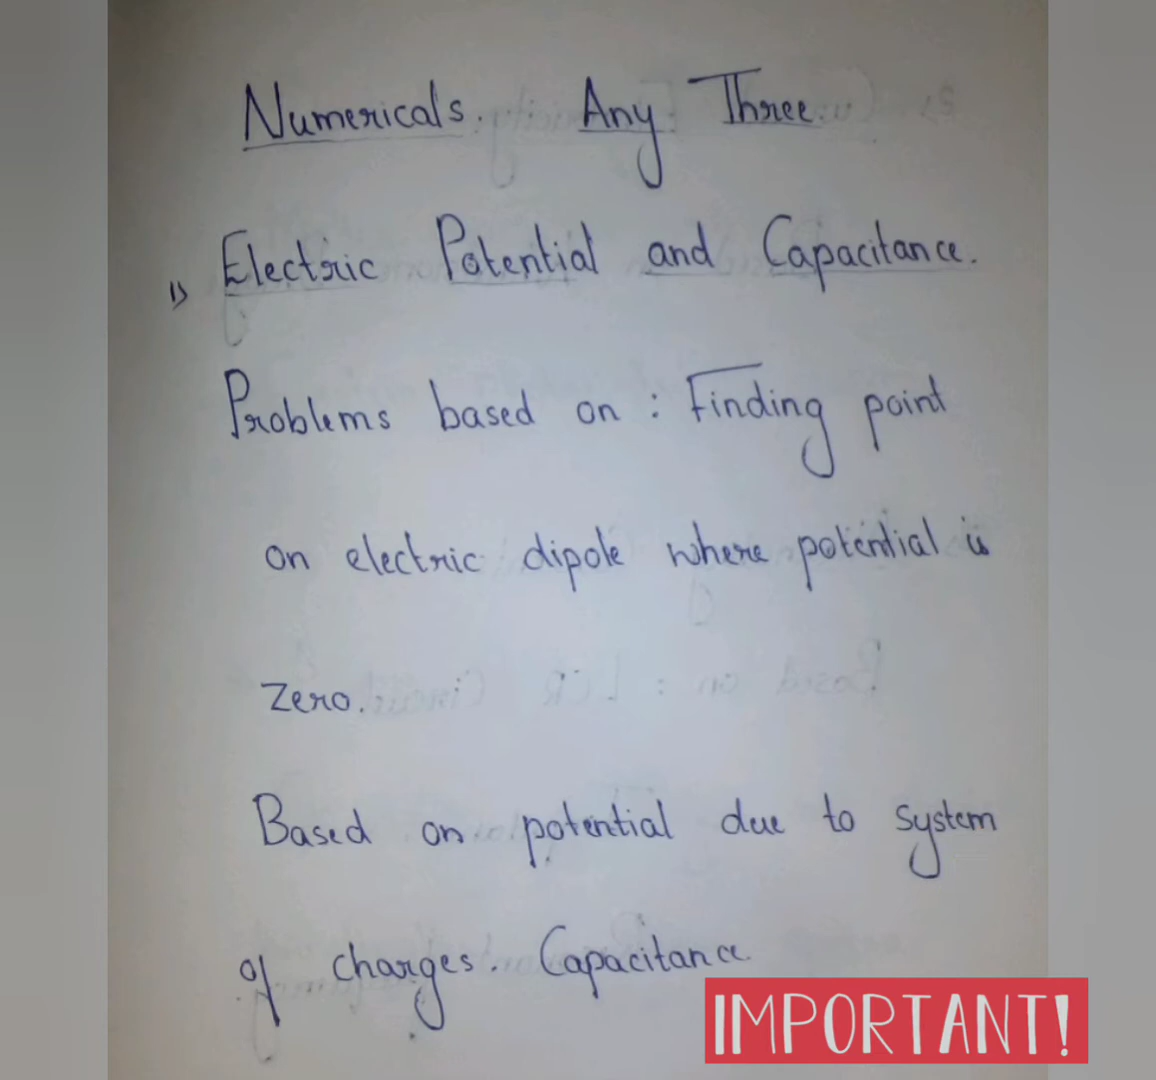 Numericals. Any Three.
1) Electric Potential and Capacitance.
Problems based on : Finding point
on electric dipole where potential is
zero.
Based on potential due to system
of charges. Capacitance.
IMPORTANT!